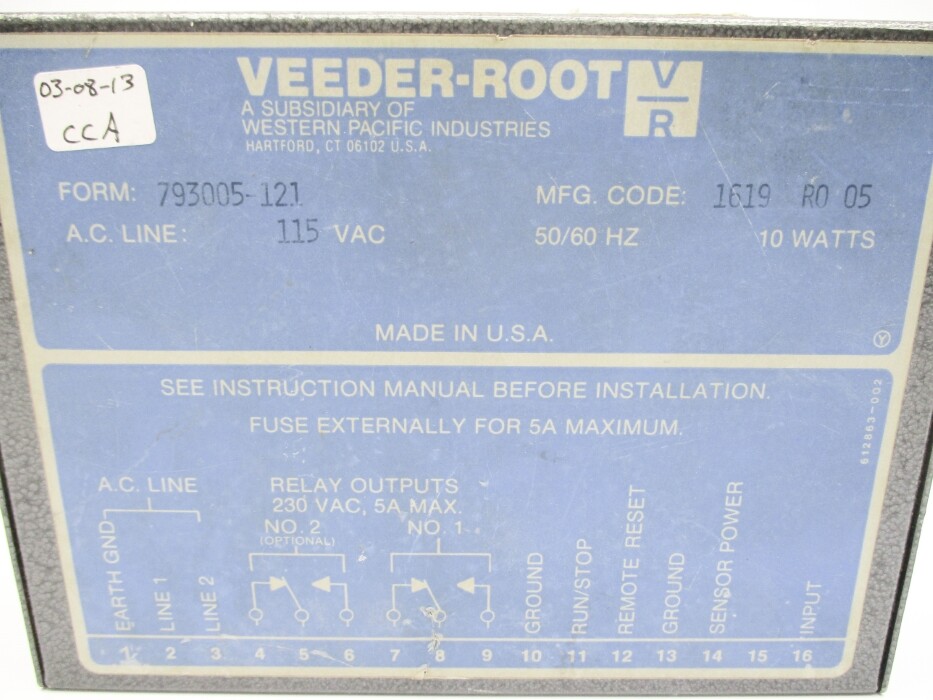 03-08-13
CCA
VEEDER-ROOT
V
R
A SUBSIDIARY OF
WESTERN PACIFIC INDUSTRIES
HARTFORD, CT 06102 U.S.A.
FORM: 793005-121 MFG. CODE: 1619 RO 05
A.C. LINE: 115 VAC 50/60 HZ 10 WATTS
MADE IN U.S.A.
Y
SEE INSTRUCTION MANUAL BEFORE INSTALLATION.
FUSE EXTERNALLY FOR 5A MAXIMUM.
612863-002
A.C. LINE
RELAY OUTPUTS
230 VAC, 5A MAX.
NO. 2 NO. 1
(OPTIONAL)
EARTH GND
LINE 1
LINE 2
GROUND
RUN/STOP
REMOTE RESET
GROUND
SENSOR POWER
INPUT
1 2 3 4 5 6 7 8 9 10 11 12 13 14 15 16